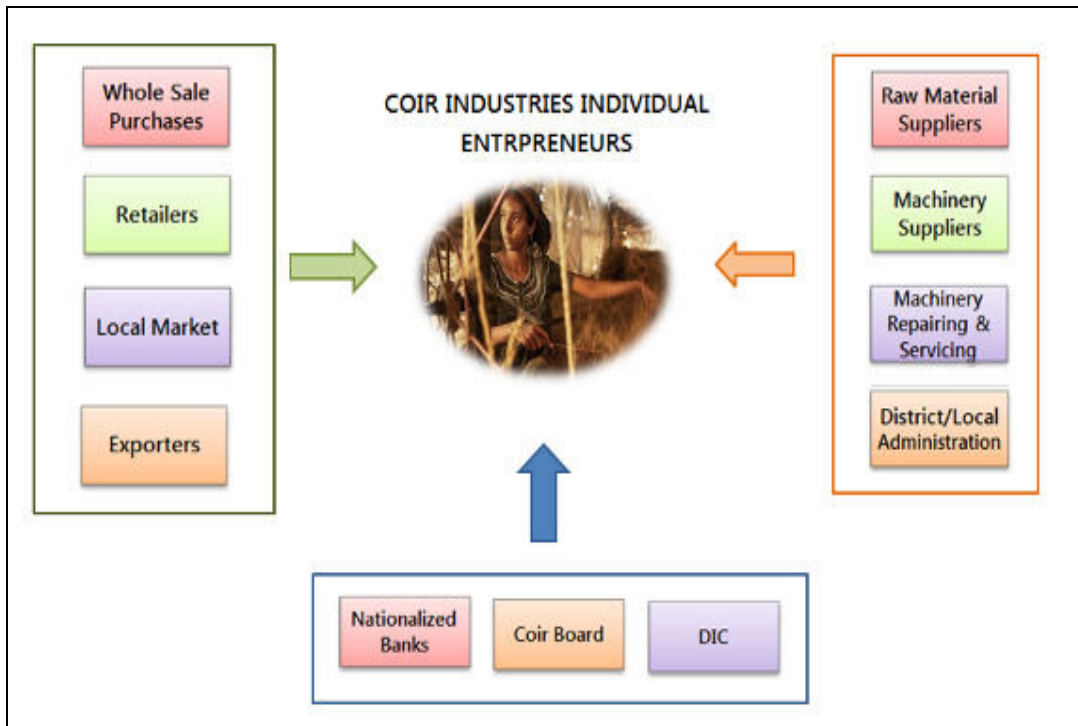 Whole Sale
Purchases
Retailers
Local Market
Exporters
COIR INDUSTRIES INDIVIDUAL
ENTRPRENEURS
Raw Material
Suppliers
Machinery
Suppliers
Machinery
Repairing &
Servicing
District/Local
Administration
Nationalized
Banks
Coir Board
DIC